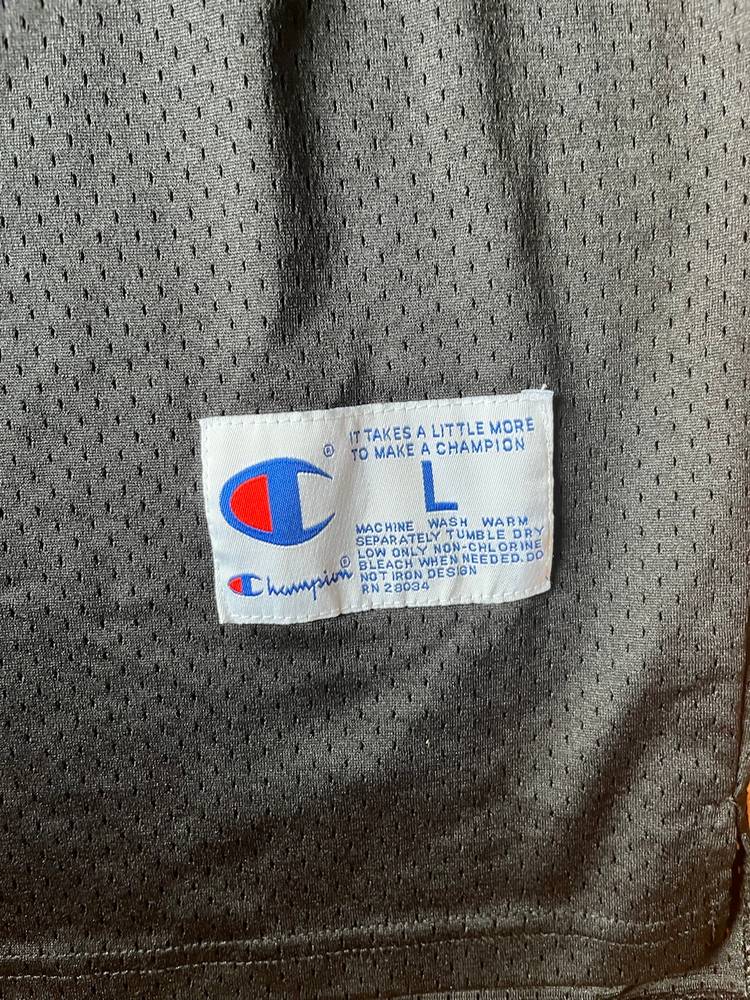 IT TAKES A LITTLE MORE
TO MAKE A CHAMPION
®
L
MACHINE WASH WARM
SEPARATELY TUMBLE DRY
LOW ONLY NON-CHLORINE
BLEACH WHEN NEEDED. DO
NOT IRON DESIGN
RN 28034
Champion®